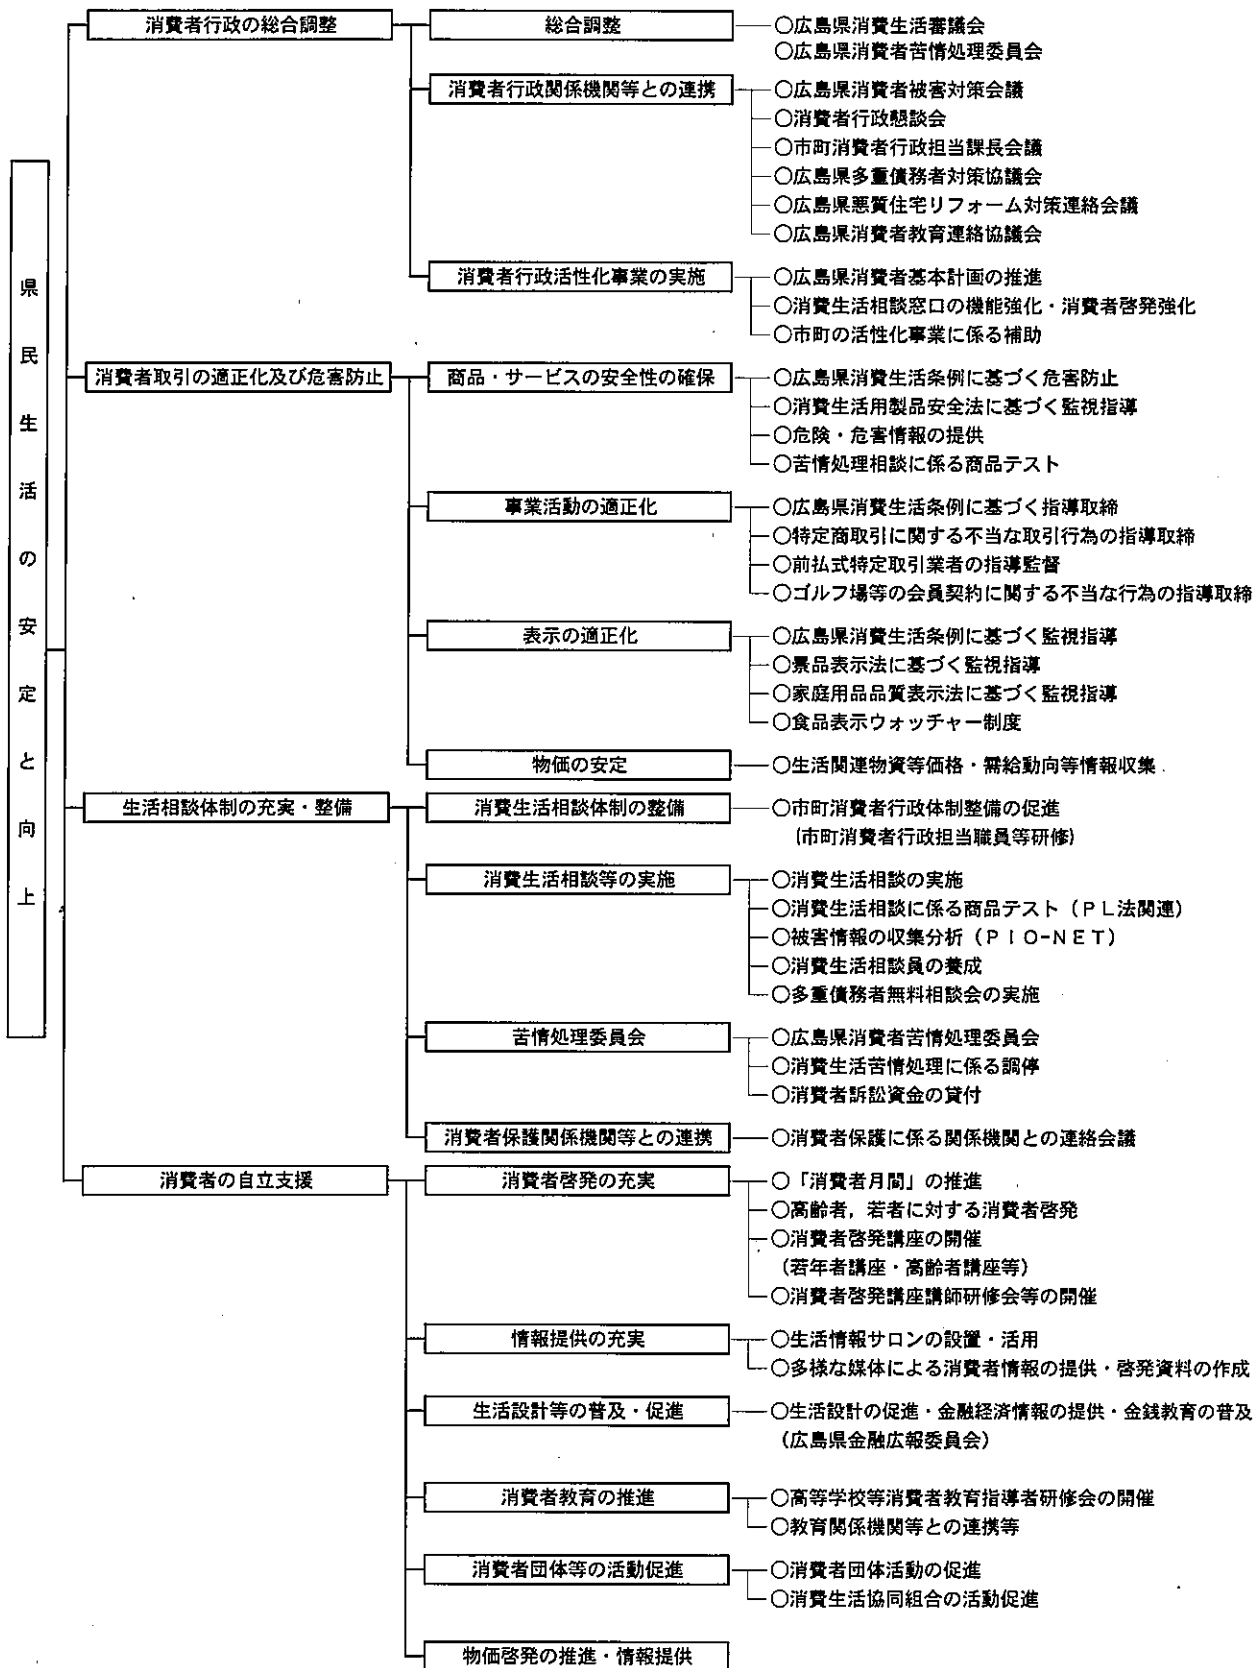 県民生活の安定と向上
消費者行政の総合調整
総合調整
○広島県消費生活審議会
○広島県消費者苦情処理委員会
消費者行政関係機関等との連携
○広島県消費者被害対策会議
○消費者行政懇談会
○市町消費者行政担当課長会議
○広島県多重債務者対策協議会
○広島県悪質住宅リフォーム対策連絡会議
○広島県消費者教育連絡協議会
消費者行政活性化事業の実施
○広島県消費者基本計画の推進
○消費生活相談窓口の機能強化・消費者啓発強化
○市町の活性化事業に係る補助
消費者取引の適正化及び危害防止
商品・サービスの安全性の確保
○広島県消費生活条例に基づく危害防止
○消費生活用製品安全法に基づく監視指導
○危険・危害情報の提供
○苦情処理相談に係る商品テスト
事業活動の適正化
○広島県消費生活条例に基づく指導取締
○特定商取引に関する不当な取引行為の指導取締
○前払式特定取引業者の指導監督
○ゴルフ場等の会員契約に関する不当な行為の指導取締
表示の適正化
○広島県消費生活条例に基づく監視指導
○景品表示法に基づく監視指導
○家庭用品品質表示法に基づく監視指導
○食品表示ウォッチャー制度
物価の安定
○生活関連物資等価格・需給動向等情報収集
生活相談体制の充実・整備
消費生活相談体制の整備
○市町消費者行政体制整備の促進
(市町消費者行政担当職員等研修)
消費生活相談等の実施
○消費生活相談の実施
○消費生活相談に係る商品テスト（ＰＬ法関連）
○被害情報の収集分析（ＰＩＯ-ＮＥＴ）
○消費生活相談員の養成
○多重債務者無料相談会の実施
苦情処理委員会
○広島県消費者苦情処理委員会
○消費生活苦情処理に係る調停
○消費者訴訟資金の貸付
消費者保護関係機関等との連携
○消費者保護に係る関係機関との連絡会議
消費者の自立支援
消費者啓発の充実
○「消費者月間」の推進
○高齢者，若者に対する消費者啓発
○消費者啓発講座の開催
（若年者講座・高齢者講座等）
○消費者啓発講座講師研修会等の開催
情報提供の充実
○生活情報サロンの設置・活用
○多様な媒体による消費者情報の提供・啓発資料の作成
生活設計等の普及・促進
○生活設計の促進・金融経済情報の提供・金銭教育の普及
（広島県金融広報委員会）
消費者教育の推進
○高等学校等消費者教育指導者研修会の開催
○教育関係機関等との連携等
消費者団体等の活動促進
○消費者団体活動の促進
○消費生活協同組合の活動促進
物価啓発の推進・情報提供